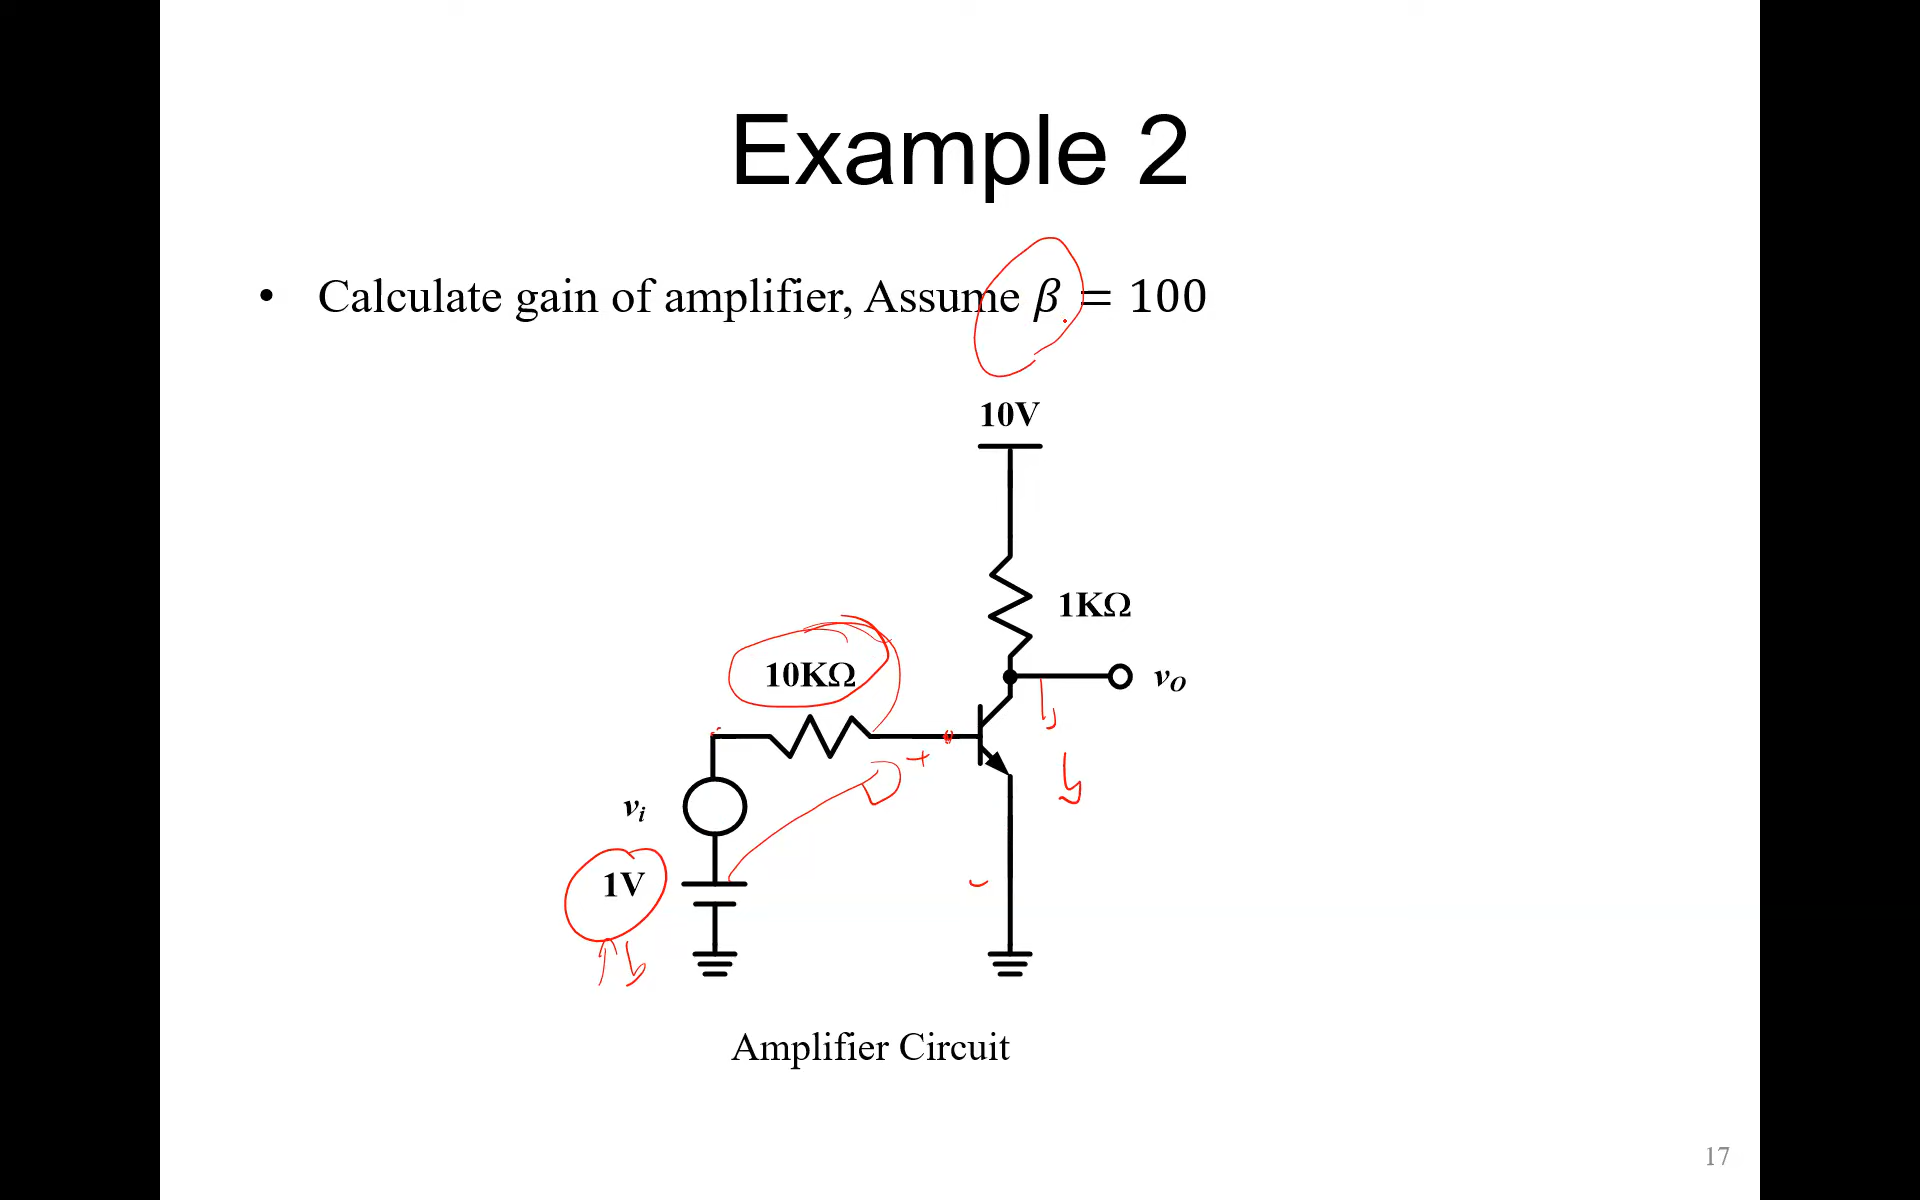 Example 2
• Calculate gain of amplifier, Assume β = 100
10V
1KΩ
10KΩ
vO
vi
1V
Amplifier Circuit
17